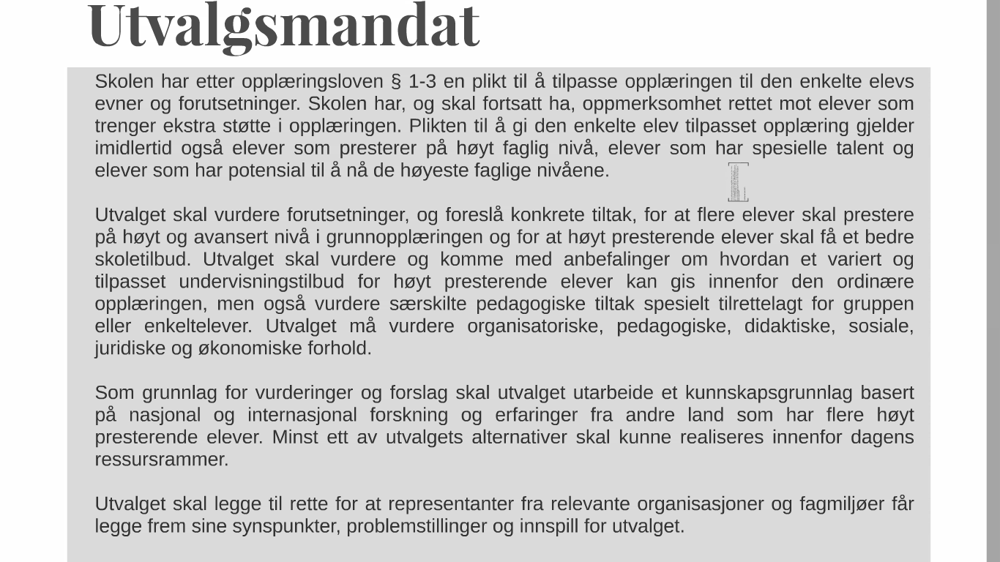 Utvalgsmandat
Skolen har etter opplæringsloven § 1-3 en plikt til å tilpasse opplæringen til den enkelte elevs
evner og forutsetninger. Skolen har, og skal fortsatt ha, oppmerksomhet rettet mot elever som
trenger ekstra støtte i opplæringen. Plikten til å gi den enkelte elev tilpasset opplæring gjelder
imidlertid også elever som presterer på høyt faglig nivå, elever som har spesielle talent og
elever som har potensial til å nå de høyeste faglige nivåene.
Utvalget skal vurdere forutsetninger, og foreslå konkrete tiltak, for at flere elever skal prestere
på høyt og avansert nivå i grunnopplæringen og for at høyt presterende elever skal få et bedre
skoletilbud. Utvalget skal vurdere og komme med anbefalinger om hvordan et variert og
tilpasset undervisningstilbud for høyt presterende elever kan gis innenfor den ordinære
opplæringen, men også vurdere særskilte pedagogiske tiltak spesielt tilrettelagt for gruppen
eller enkeltelever. Utvalget må vurdere organisatoriske, pedagogiske, didaktiske, sosiale,
juridiske og økonomiske forhold.
Som grunnlag for vurderinger og forslag skal utvalget utarbeide et kunnskapsgrunnlag basert
på nasjonal og internasjonal forskning og erfaringer fra andre land som har flere høyt
presterende elever. Minst ett av utvalgets alternativer skal kunne realiseres innenfor dagens
ressursrammer.
Utvalget skal legge til rette for at representanter fra relevante organisasjoner og fagmiljøer får
legge frem sine synspunkter, problemstillinger og innspill for utvalget.